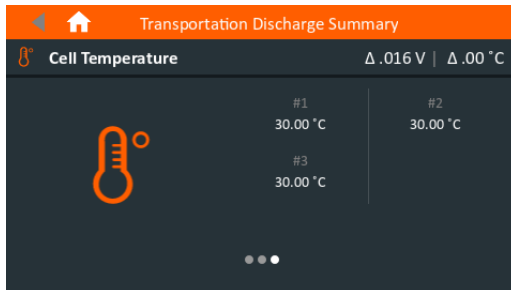 Transportation Discharge Summary
Cell Temperature Δ .016 V | Δ .00 ˚C
#1 #2
30.00 ˚C 30.00 ˚C
#3
30.00 ˚C